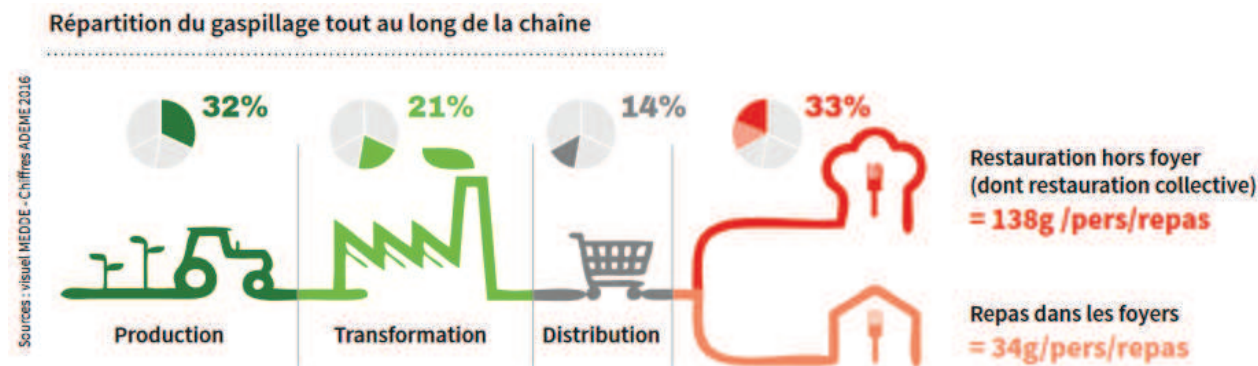 Répartition du gaspillage tout au long de la chaîne
Sources : visuel MEDDE - Chiffres ADEME 2016
32%
21%
14%
33%
Production
Transformation
Distribution
Restauration hors foyer
(dont restauration collective)
= 138g /pers/repas
Repas dans les foyers
= 34g/pers/repas